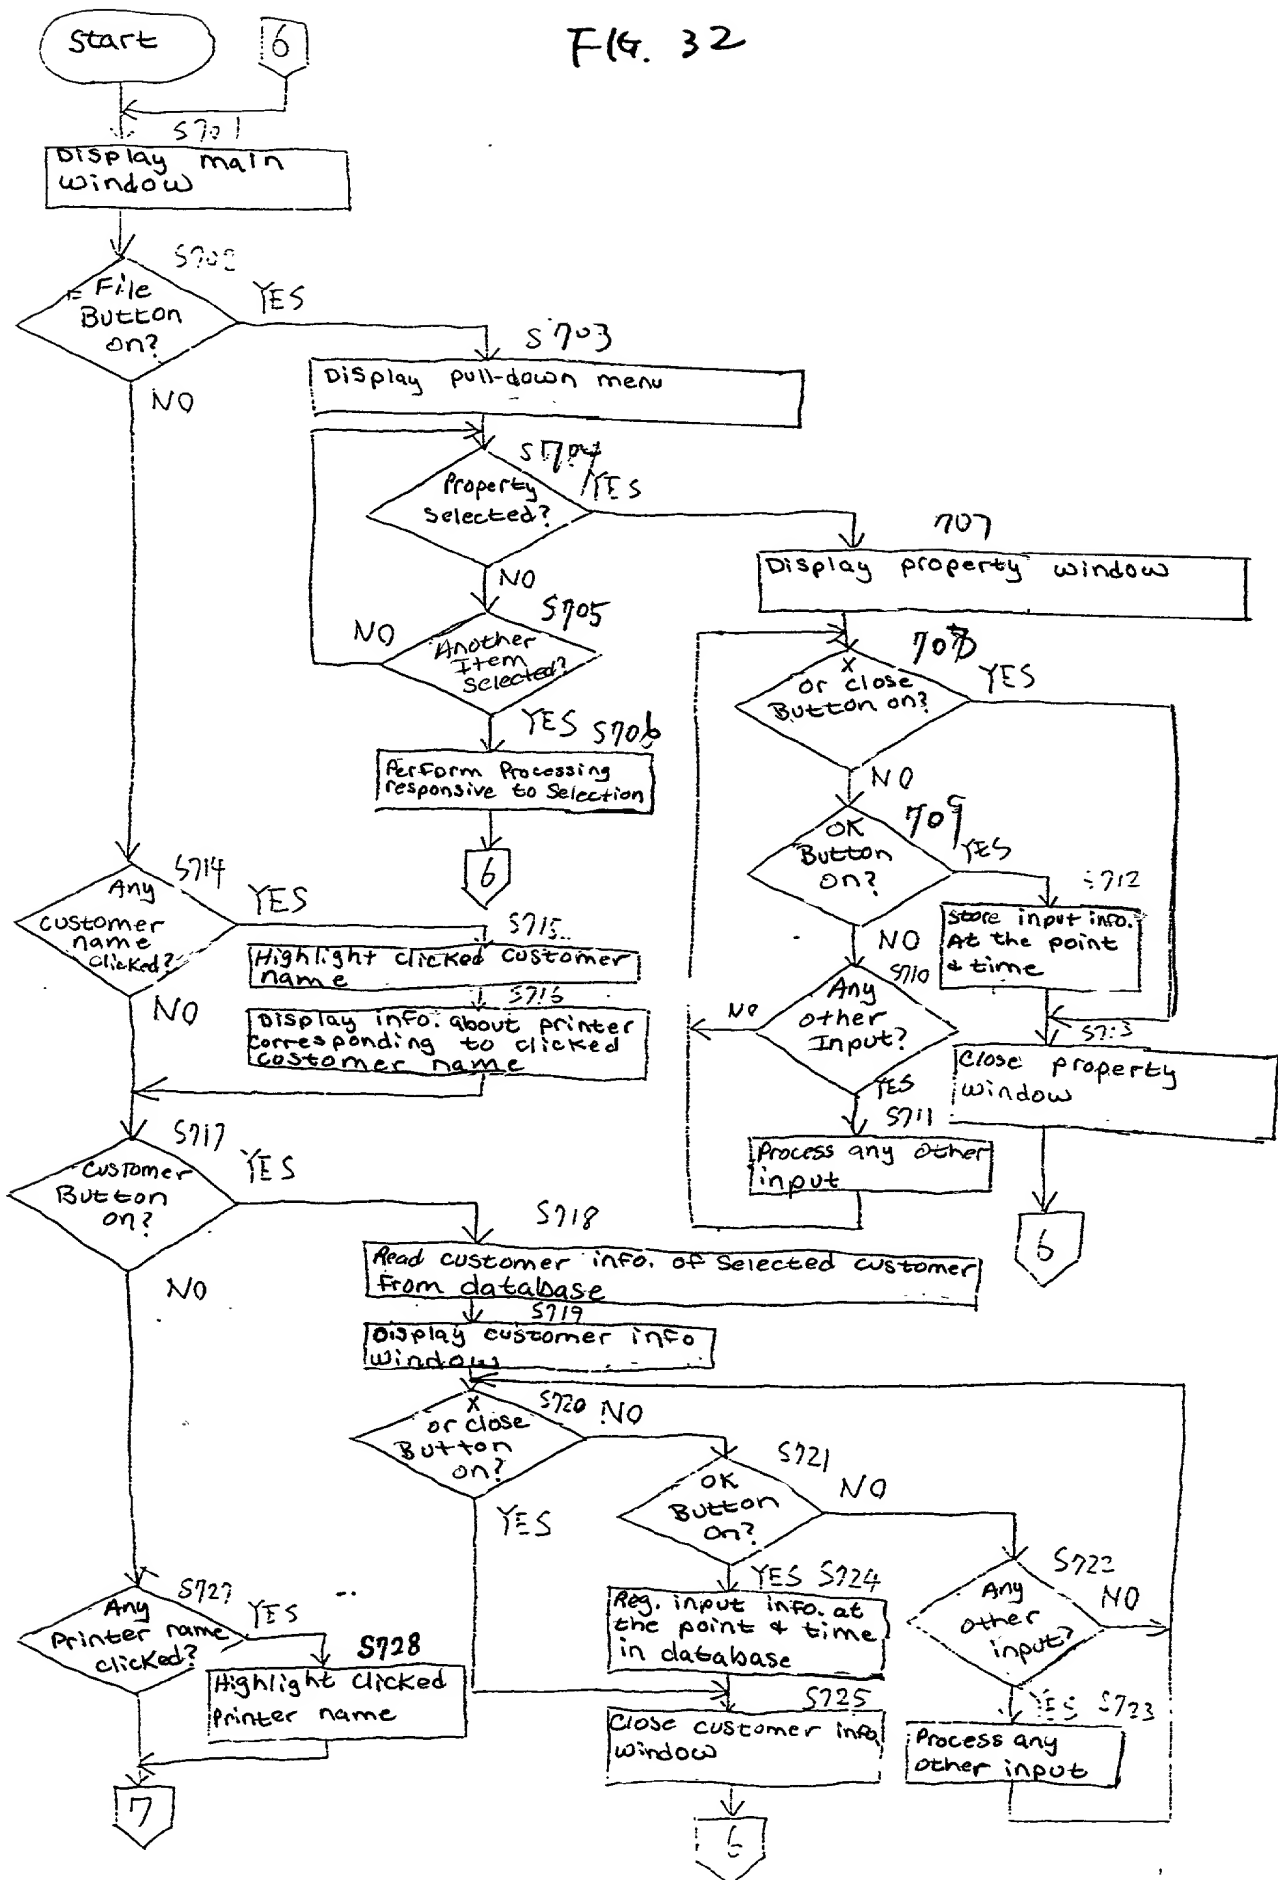 FIG. 32
Start
6
S701
Display main
window
S702
File
Button
on?
YES
NO
S703
Display pull-down menu
S704
Property
Selected?
YES
NO
S705
Another
Item
Selected?
NO
YES
S706
Perform Processing
responsive to Selection
6
707
Display property window
708
X
or close
Button on?
YES
NO
709
OK
Button
on?
YES
NO
S712
Store input info.
At the point
& time
S710
Any
other
Input?
NO
YES
S711
Process any other
input
S713
Close property
window
6
S714
Any
customer
name
clicked?
YES
NO
S715
Highlight clicked customer
name
S716
Display info. about printer
corresponding to clicked
customer name
S717
Customer
Button
on?
YES
NO
S718
Read customer info. of Selected customer
From database
S719
Display customer info
window
S720
X
or close
Button
on?
NO
YES
S721
OK
Button
On?
NO
YES
S724
Reg. input info. at
the point & time
in database
S722
Any
other
input?
NO
YES
S723
Process any
other input
S725
Close customer info
window
6
S727
Any
Printer name
clicked?
YES
S728
Highlight Clicked
Printer name
7